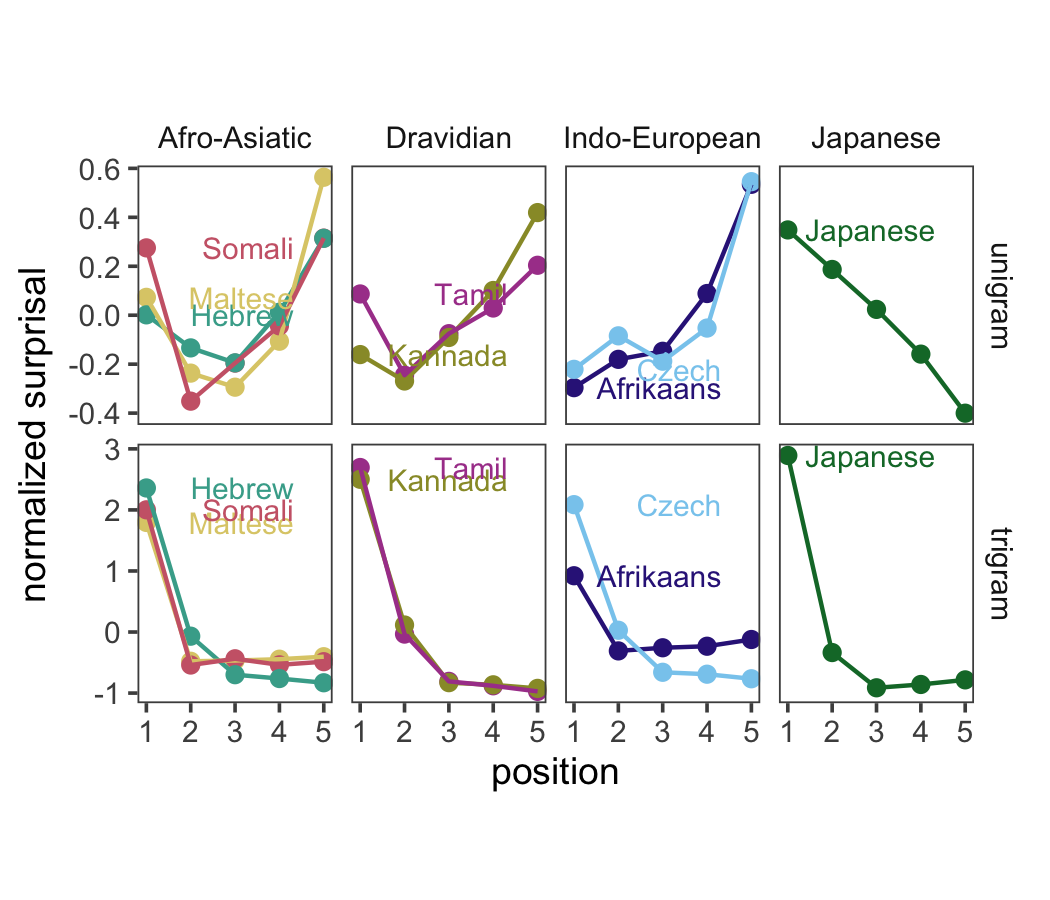 Afro-Asiatic
Dravidian
Indo-European
Japanese
normalized surprisal
0.6
0.4
0.2
0.0
-0.2
-0.4
Somali
Maltese
Hebrew
Tamil
Kannada
Czech
Afrikaans
Japanese
unigram
3
2
1
0
-1
Hebrew
Somali
Maltese
Tamil
Kannada
Czech
Afrikaans
Japanese
trigram
1 2 3 4 5
1 2 3 4 5
1 2 3 4 5
1 2 3 4 5
position